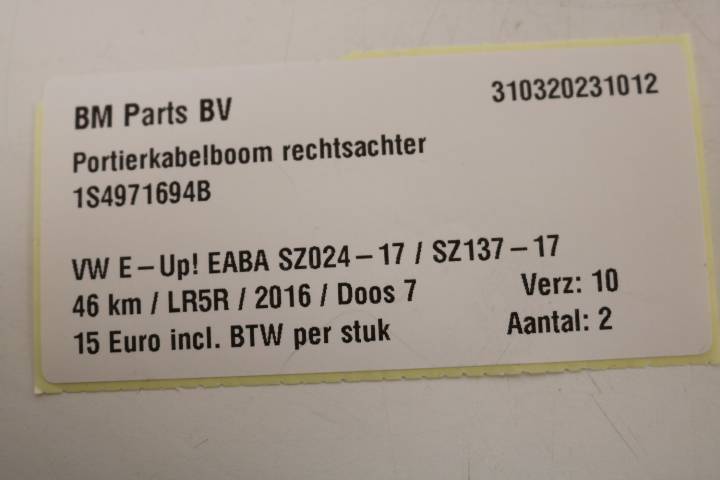 BM Parts BV 310320231012
Portierkabelboom rechtsachter
1S4971694B
VW E-Up! EABA SZ024-17 / SZ137-17
46 km / LR5R / 2016 / Doos 7 Verz: 10
15 Euro incl. BTW per stuk Aantal: 2